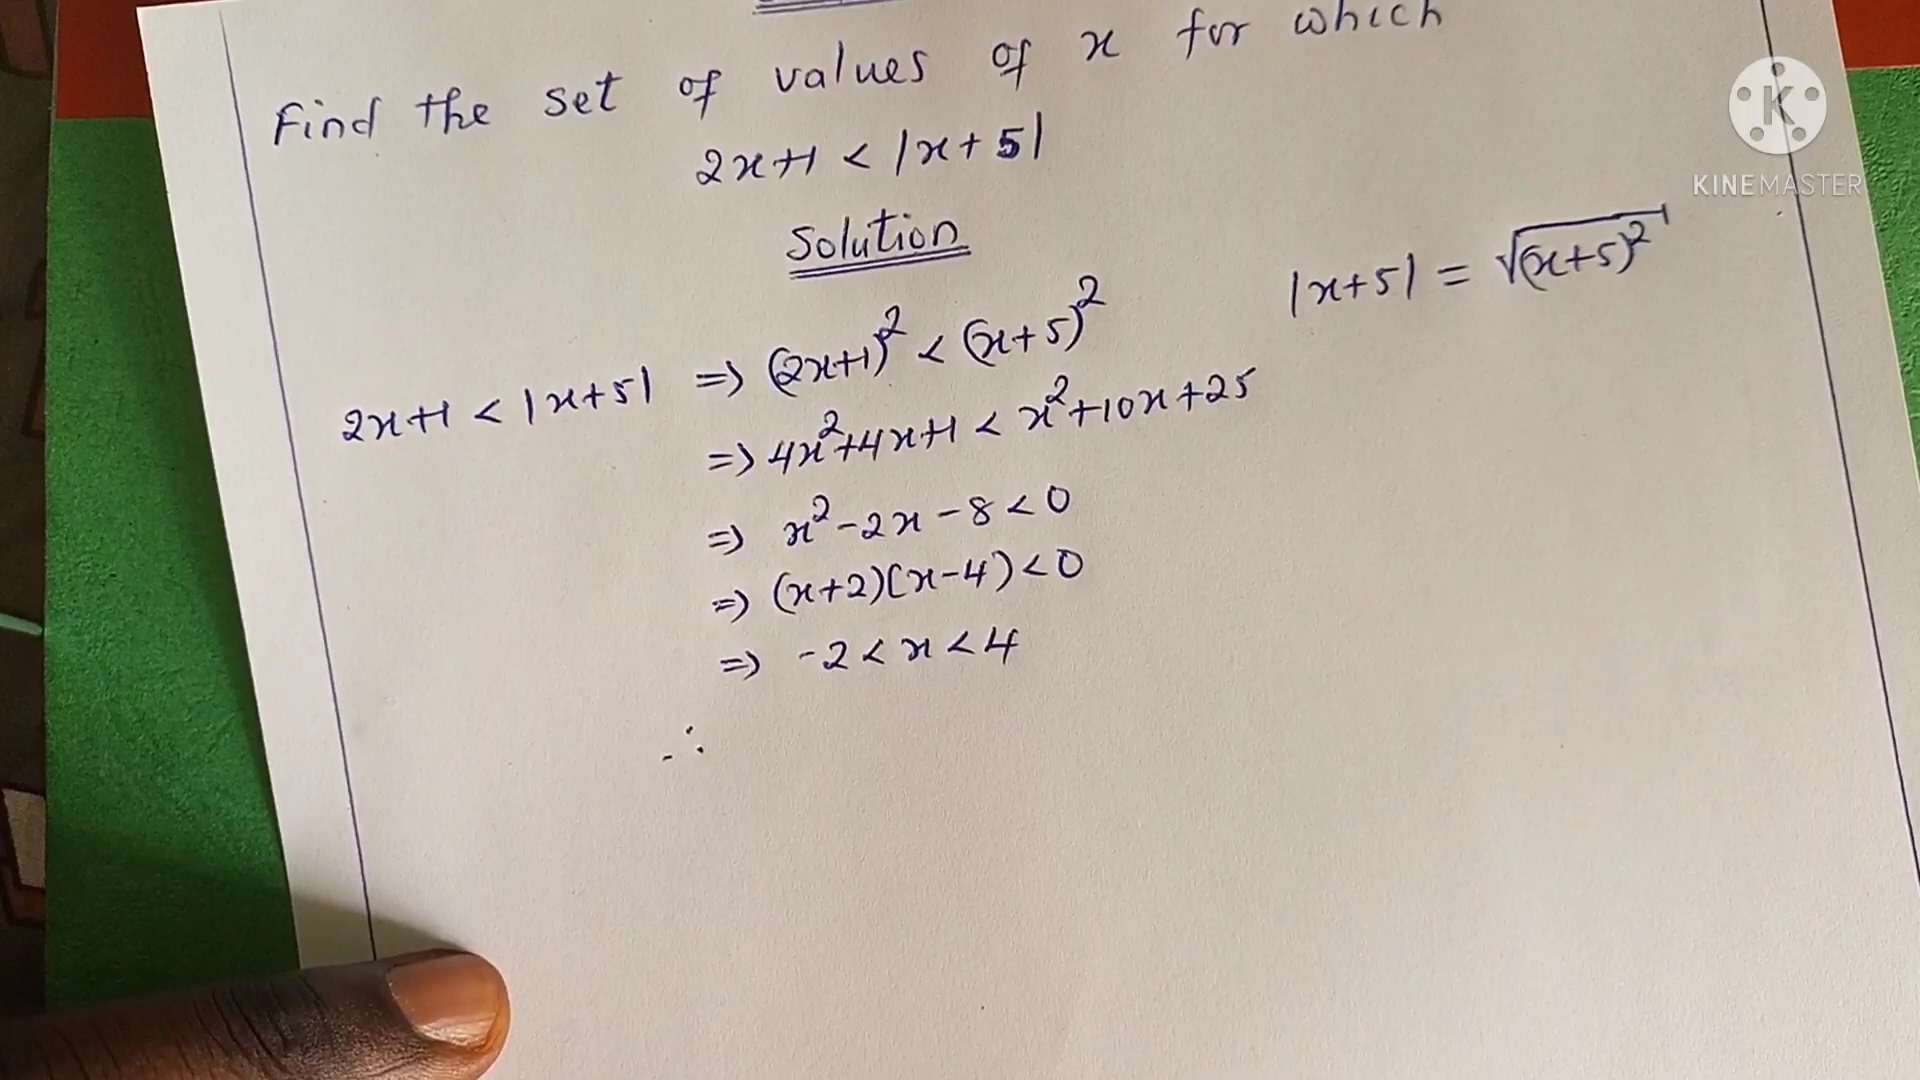 Find the set of values of x for which
2x+1 < |x+5|
Solution
|x+5| = √(x+5)²
2x+1 < |x+5| => (2x+1)² < (x+5)²
=> 4x²+4x+1 < x²+10x+25
=> x²-2x-8<0
=> (x+2)(x-4)<0
=> -2<x<4
∴
K
KINEMASTER